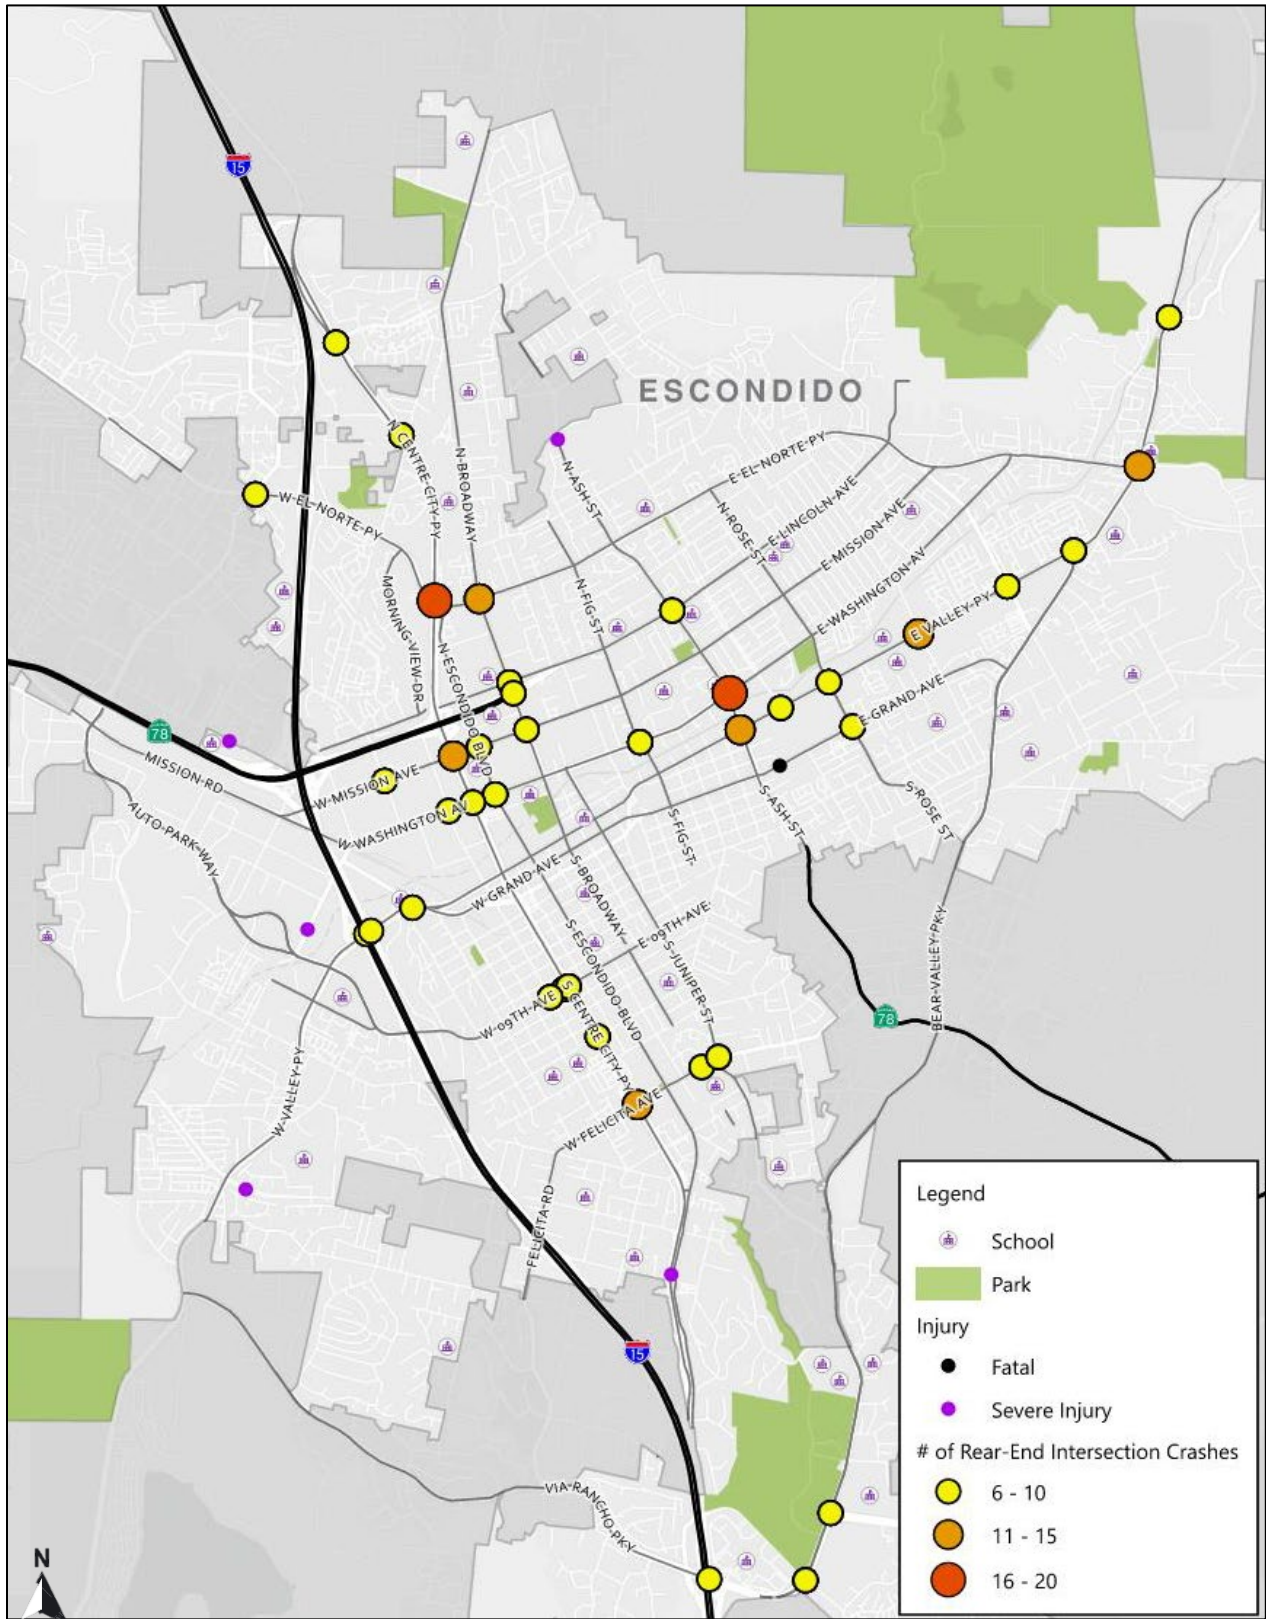 15
ESCONDIDO
N-CENTRE-CITY-PY
N-BROADWAY
N-ASH-ST
E-EL-NORTE-PY
E-LINCOLN-AVE
W-EL-NORTE-PY
N-ROSE-ST
E-MISSION-AVE
E-WASHINGTON-AV
MORNING-VIEW-DR
N-FIG-ST
E VALLEY-PY
N-ESCONDIDO BLVD
E-GRAND-AVE
78
MISSION-RD
W-MISSION AVE
AUTO-PARK-WAY
W-WASHINGTON AV
S-ASH-ST
S-ROSE ST
S-FIG-ST
W-GRAND-AVE
S-BROADWAY
E-09TH-AVE
S-ESCONDIDO-BLVD
S-JUNIPER-ST
BEAR-VALLEY-PKY
W-09TH-AVE
S CENTRE CITY-PY
78
W-VALLEY-PY
W-FELICITA AVE
FELICITA-RD
15
VIA-RANCHO-PKY
N
Legend
School
Park
Injury
Fatal
Severe Injury
# of Rear-End Intersection Crashes
6 - 10
11 - 15
16 - 20